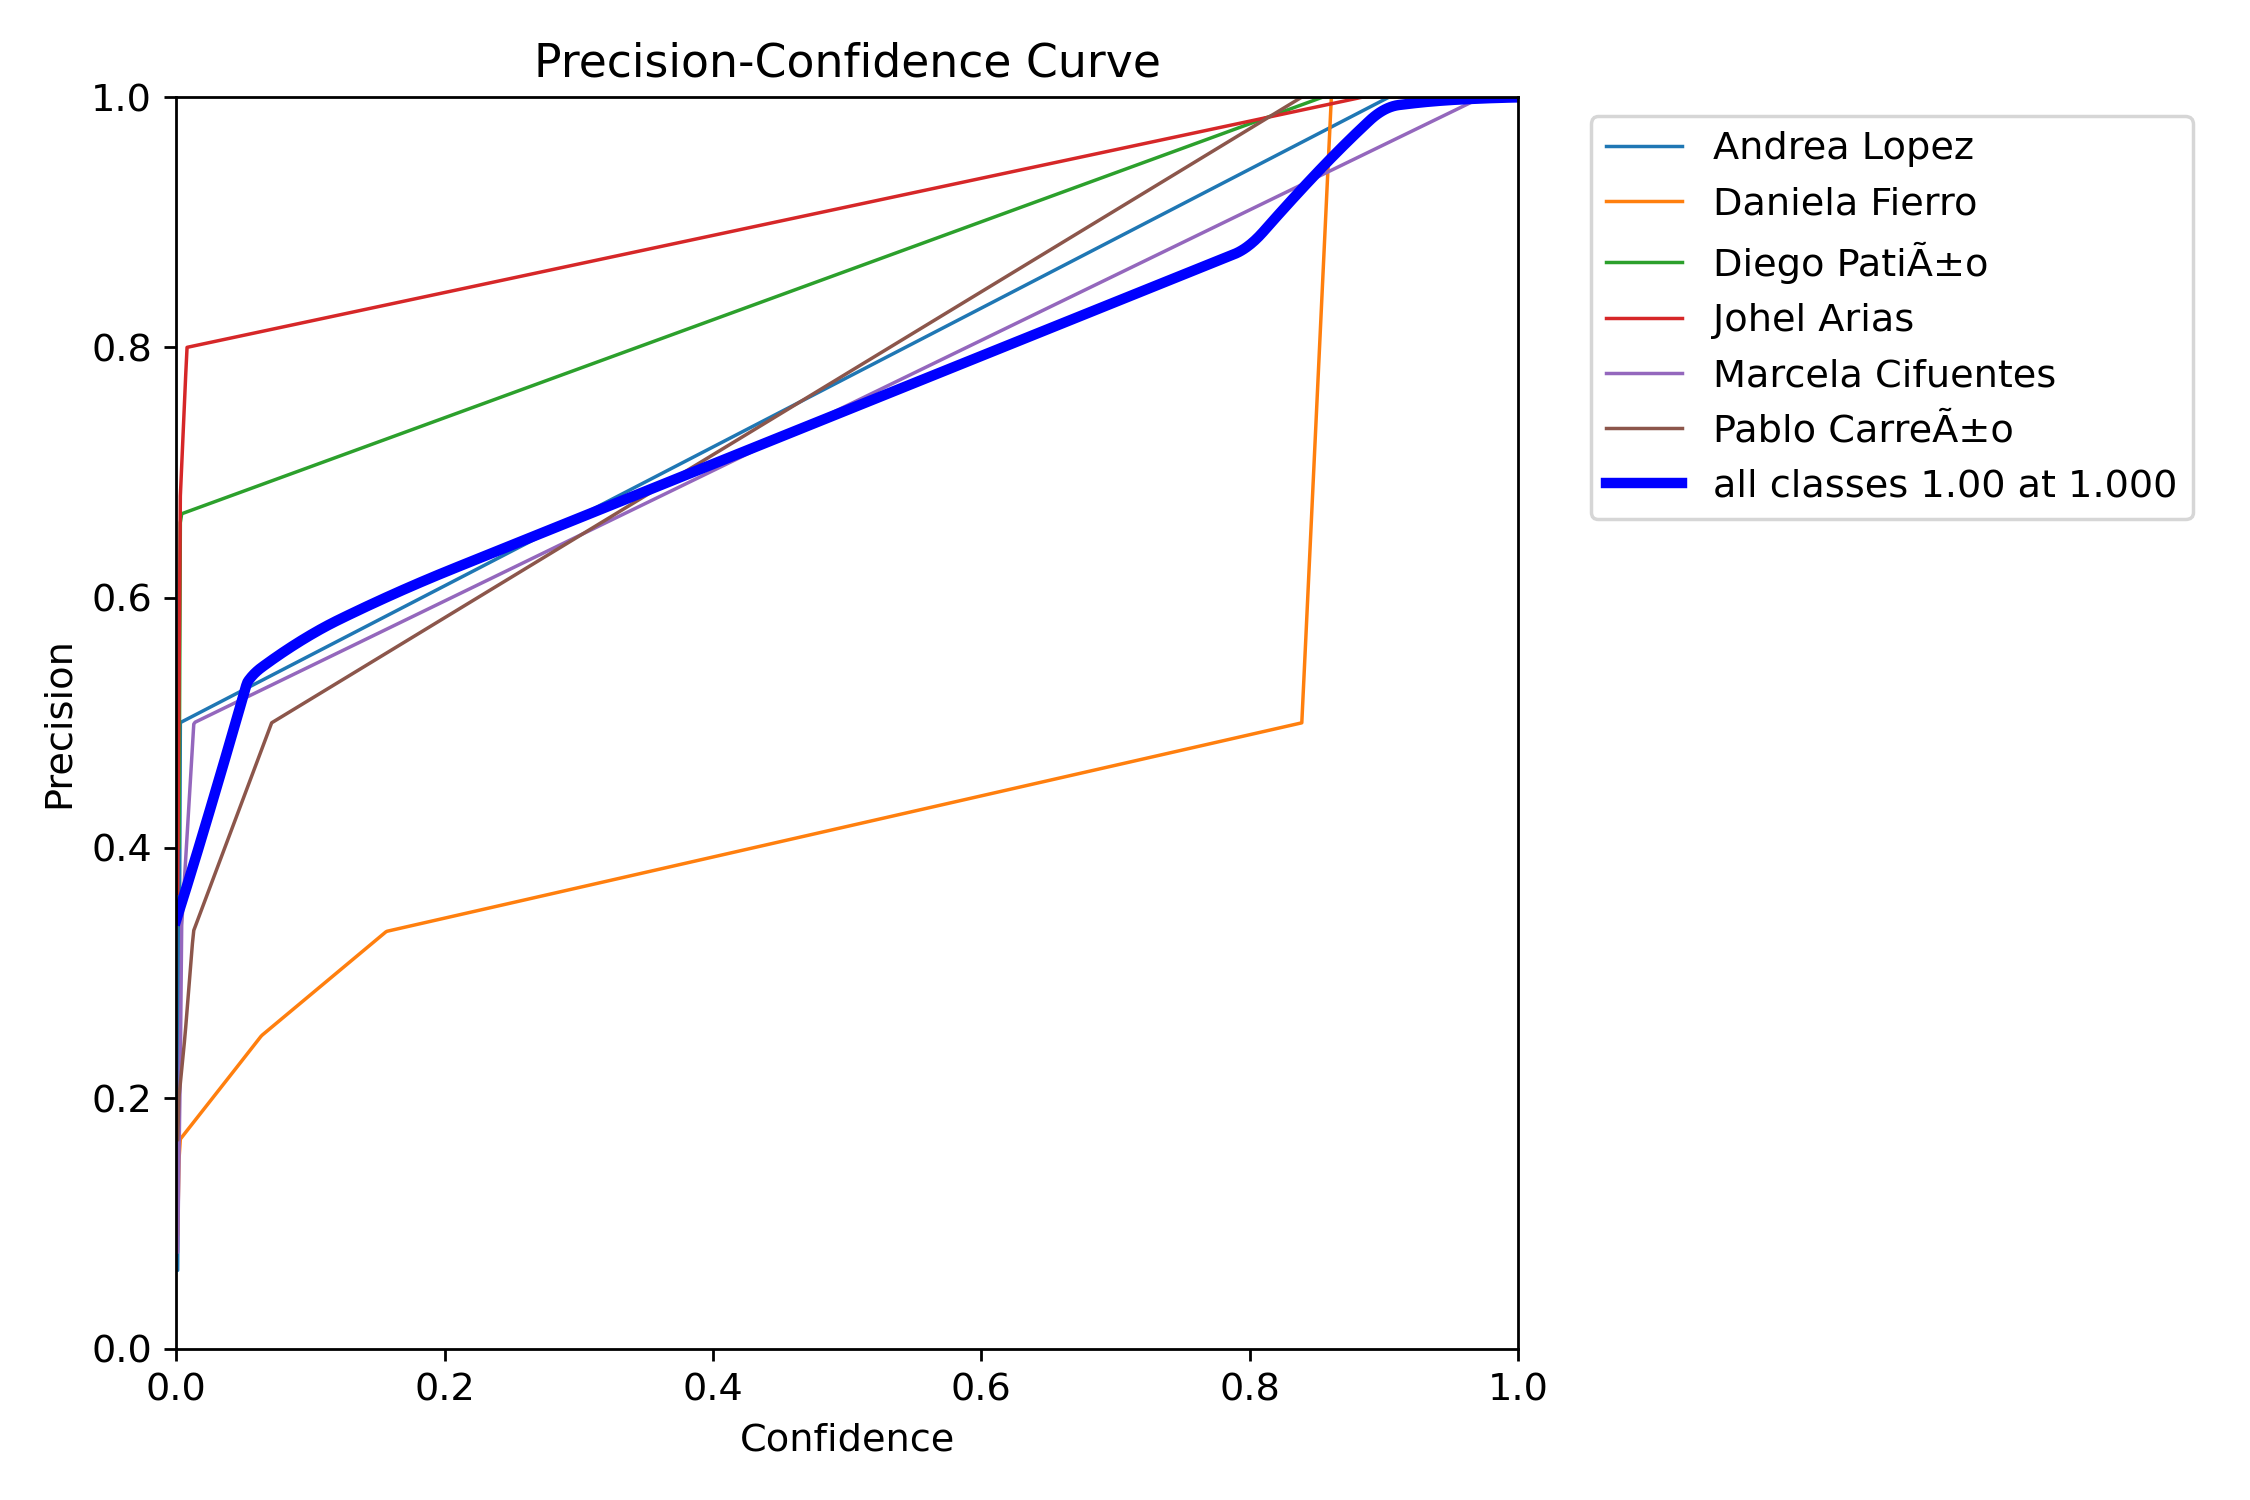 Precision-Confidence Curve
1.0
0.8
0.6
0.4
0.2
0.0
Precision
0.0 0.2 0.4 0.6 0.8 1.0
Confidence
Andrea Lopez
Daniela Fierro
Diego PatiÃ±o
Johel Arias
Marcela Cifuentes
Pablo CarreÃ±o
all classes 1.00 at 1.000